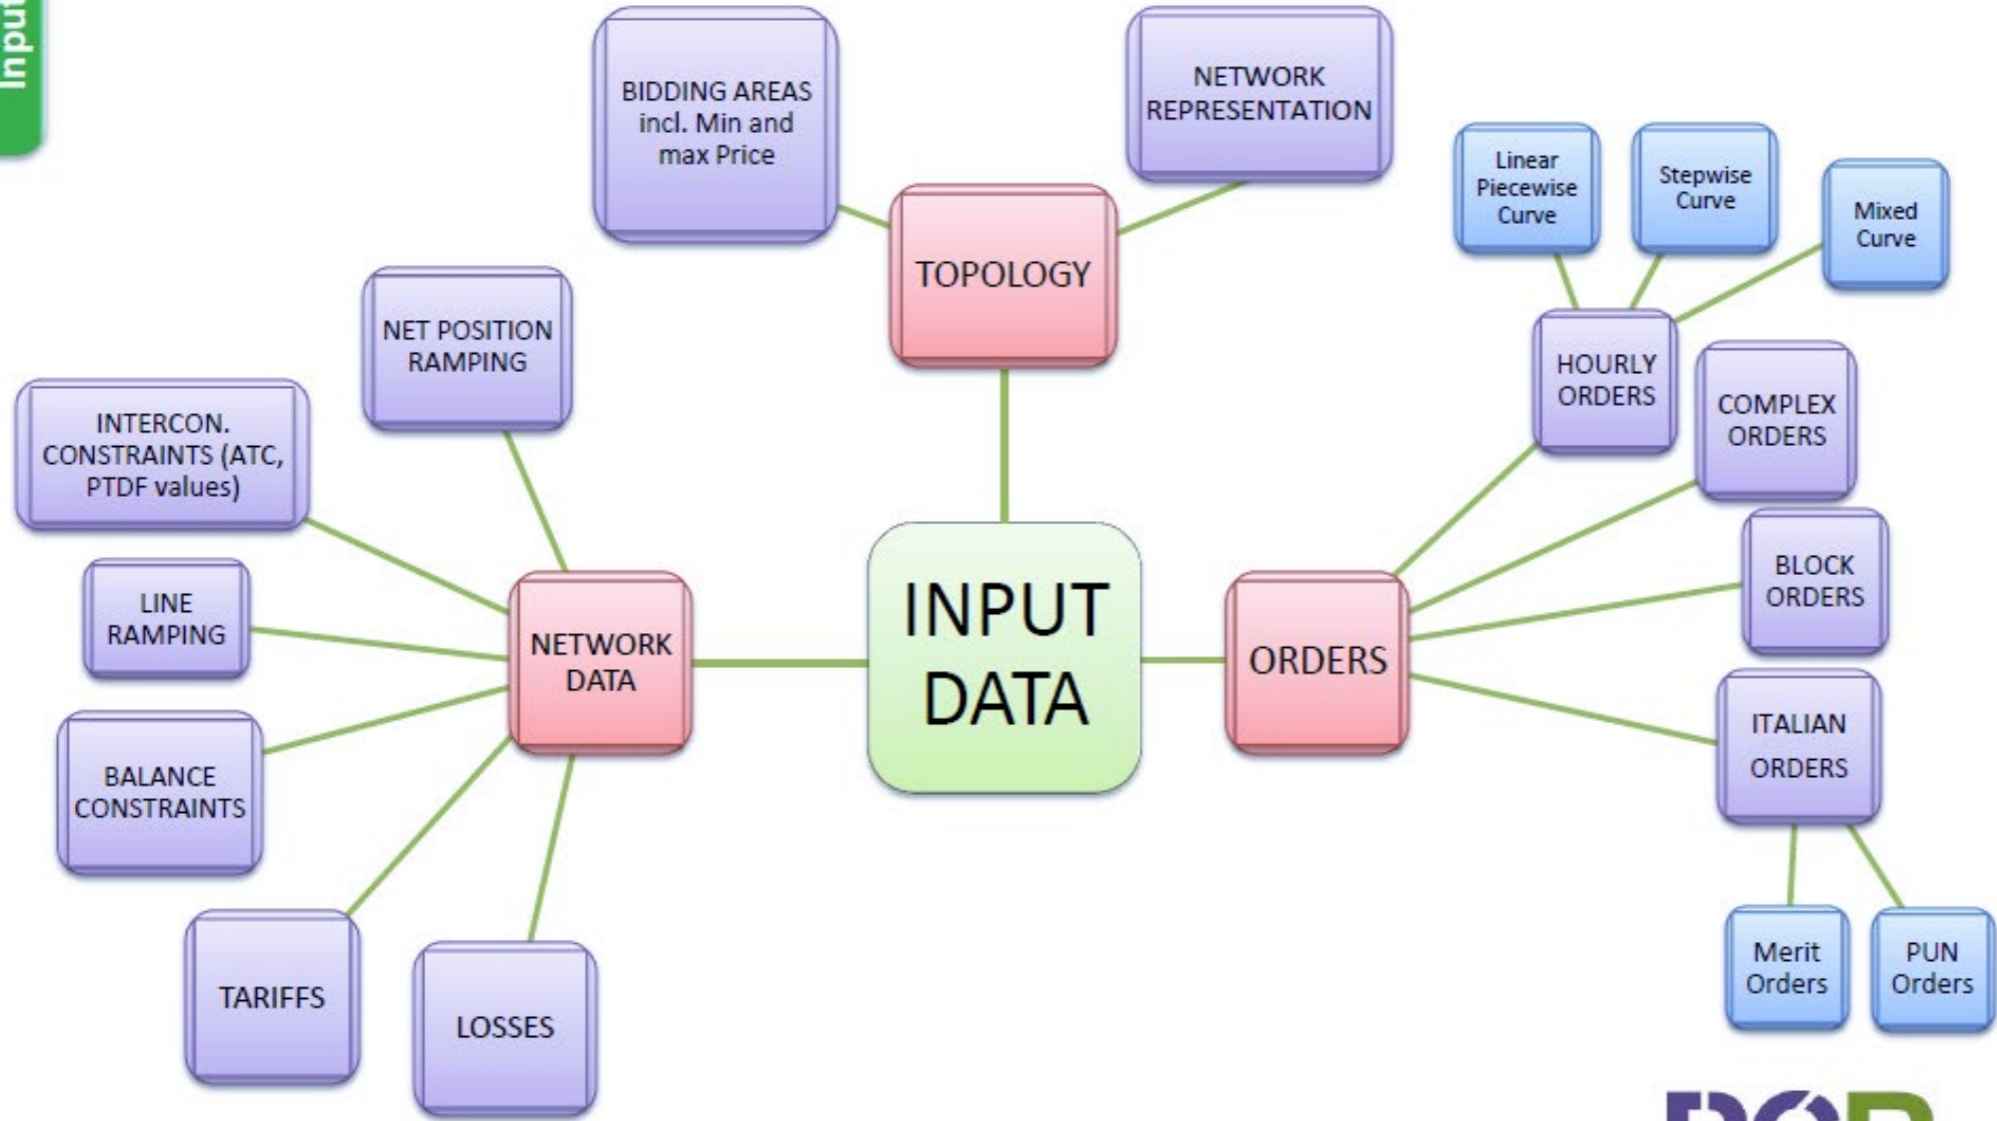 Input
BIDDING AREAS
incl. Min and
max Price
NETWORK
REPRESENTATION
Linear
Piecewise
Curve
Stepwise
Curve
Mixed
Curve
TOPOLOGY
NET POSITION
RAMPING
HOURLY
ORDERS
COMPLEX
ORDERS
INTERCON.
CONSTRAINTS (ATC,
PTDF values)
BLOCK
ORDERS
LINE
RAMPING
NETWORK
DATA
INPUT
DATA
ORDERS
ITALIAN
ORDERS
BALANCE
CONSTRAINTS
TARIFFS
LOSSES
Merit
Orders
PUN
Orders